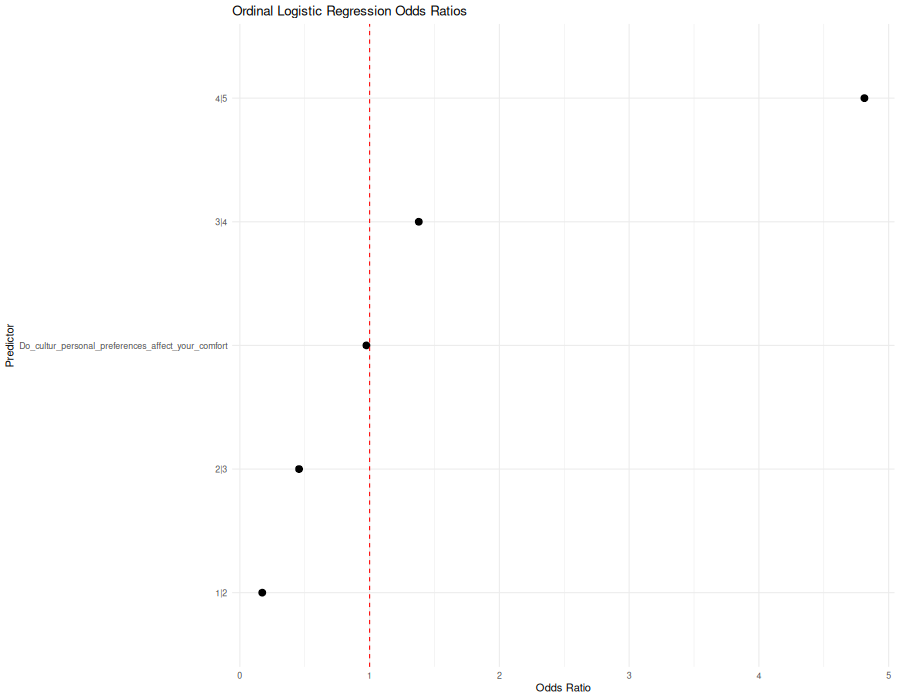 Ordinal Logistic Regression Odds Ratios
4|5
3|4
Do_cultur_personal_preferences_affect_your_comfort
2|3
1|2
Predictor
0 1 2 3 4 5
Odds Ratio